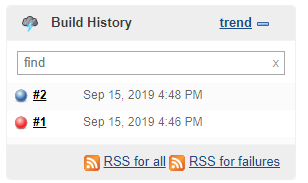 Build History trend
find x
#2 Sep 15, 2019 4:48 PM
#1 Sep 15, 2019 4:46 PM
RSS for all RSS for failures